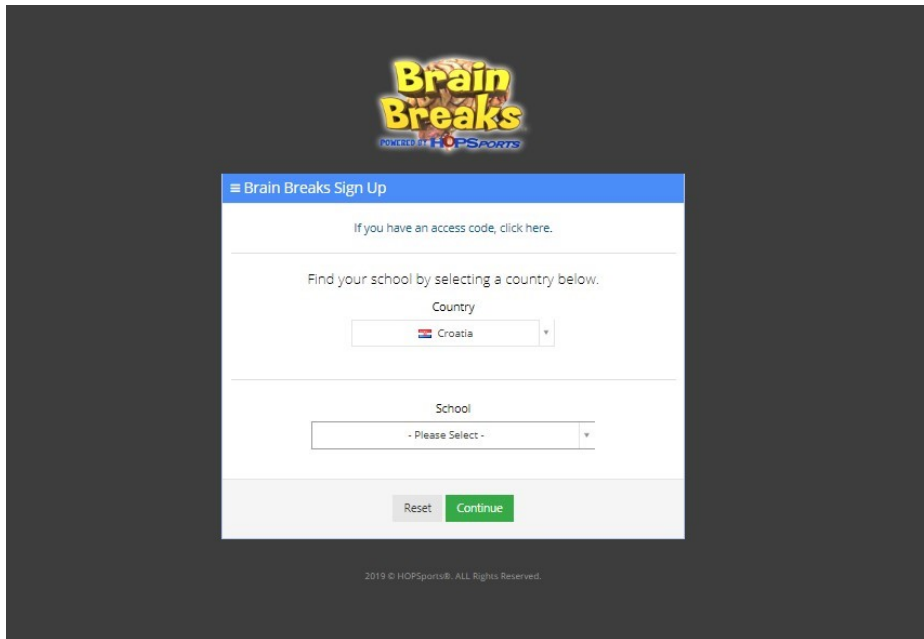 Brain
Breaks
POWERED BY HOPSPORTS
Brain Breaks Sign Up
If you have an access code, click here.
Find your school by selecting a country below.
Country
Croatia
School
- Please Select -
Reset Continue
2019 © HOPSports®. ALL Rights Reserved.